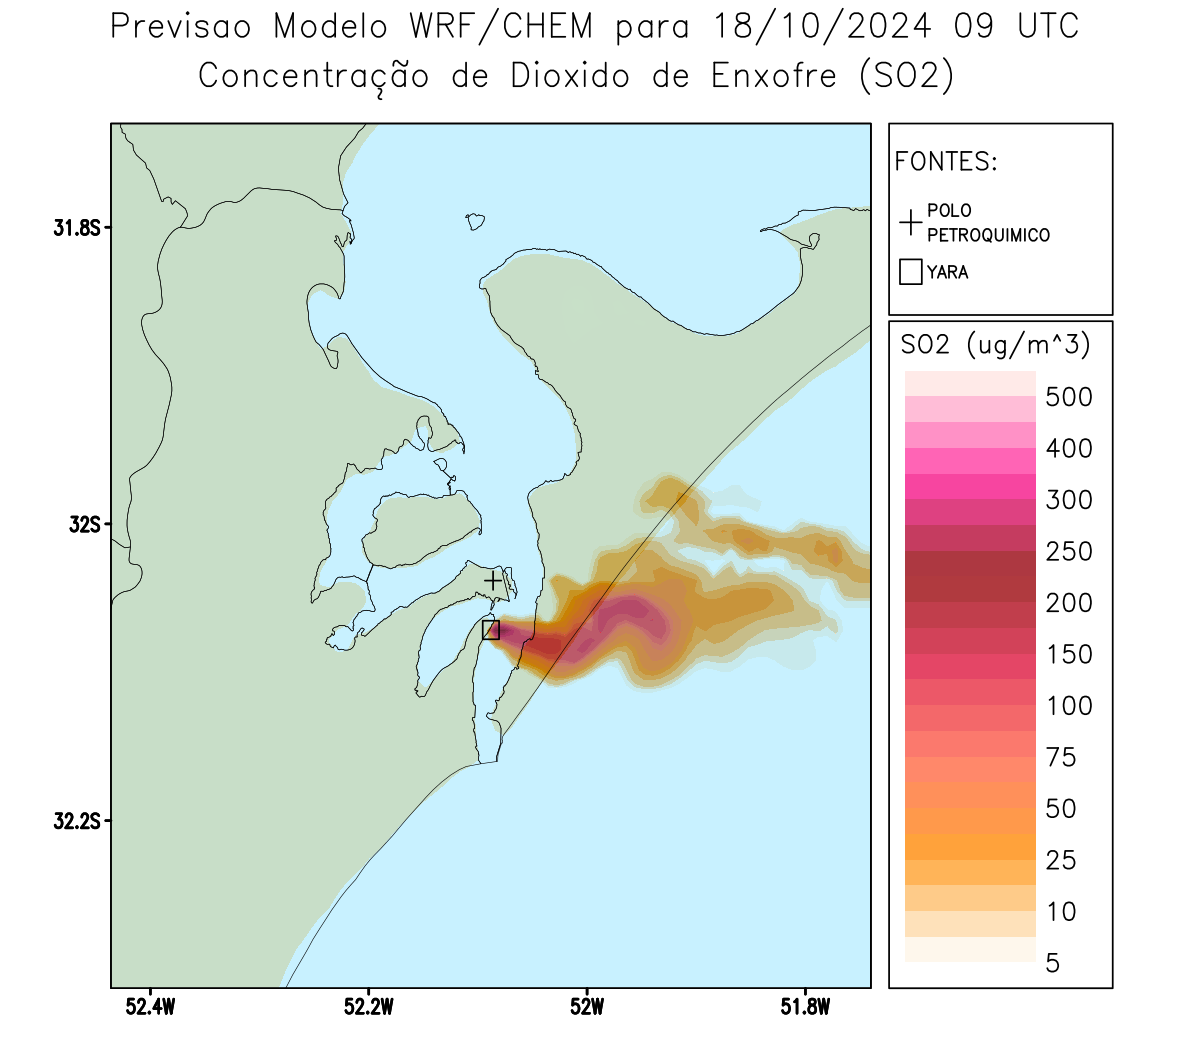 Previsao Modelo WRF/CHEM para 18/10/2024 09 UTC
Concentração de Dioxido de Enxofre (SO2)
FONTES:
POLO
PETROQUIMICO
YARA
SO2 (ug/m^3)
500
400
300
250
200
150
100
75
50
25
10
5
31.8S
32S
32.2S
52.4W
52.2W
52W
51.8W